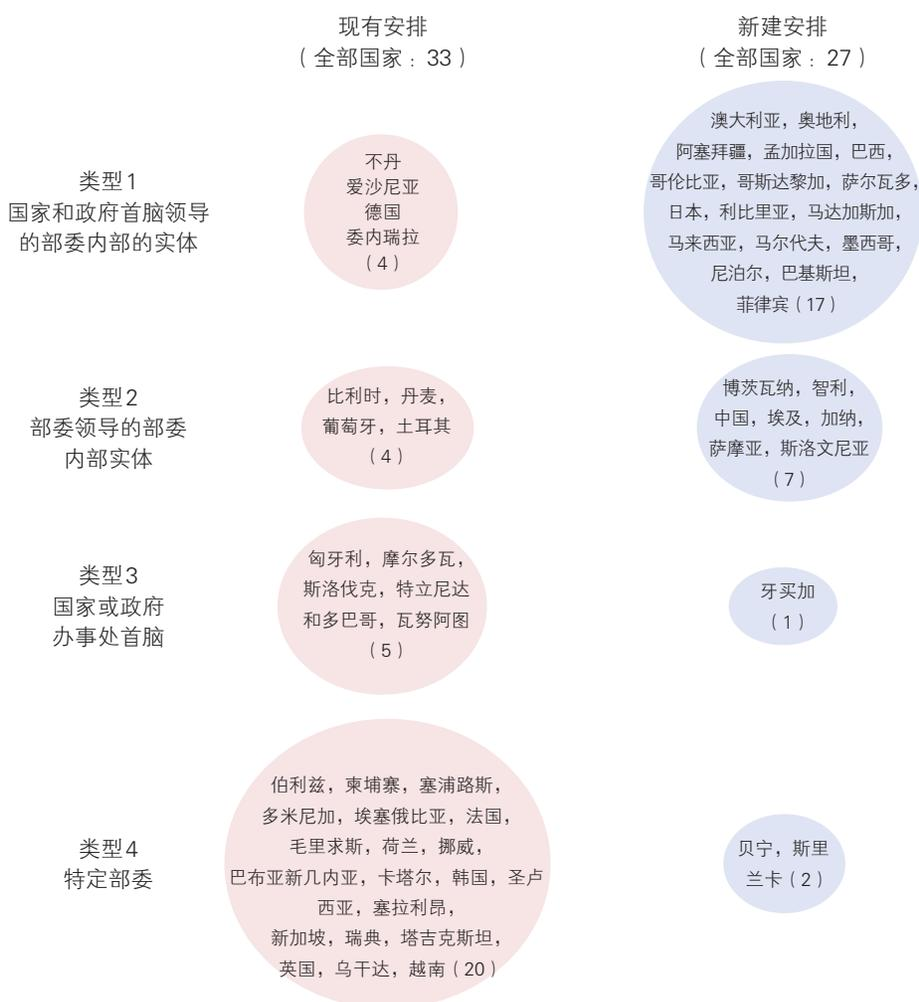 现有安排
（全部国家：33）
新建安排
（全部国家：27）
类型1
国家和政府首脑领导
的部委内部的实体
不丹
爱沙尼亚
德国
委内瑞拉
（4）
澳大利亚，奥地利，
阿塞拜疆，孟加拉国，巴西，
哥伦比亚，哥斯达黎加，萨尔瓦多，
日本，利比里亚，马达加斯加，
马来西亚，马尔代夫，墨西哥，
尼泊尔，巴基斯坦，
菲律宾（17）
类型2
部委领导的部委
内部实体
比利时，丹麦，
葡萄牙，土耳其
（4）
博茨瓦纳，智利，
中国，埃及，加纳，
萨摩亚，斯洛文尼亚
（7）
类型3
国家或政府
办事处首脑
匈牙利，摩尔多瓦，
斯洛伐克，特立尼达
和多巴哥，瓦努阿图
（5）
牙买加
（1）
类型4
特定部委
伯利兹，柬埔寨，塞浦路斯，
多米尼加，埃塞俄比亚，法国，
毛里求斯，荷兰，挪威，
巴布亚新几内亚，卡塔尔，韩国，圣卢
西亚，塞拉利昂，
新加坡，瑞典，塔吉克斯坦，
英国，乌干达，越南（20）
贝宁，斯里
兰卡（2）